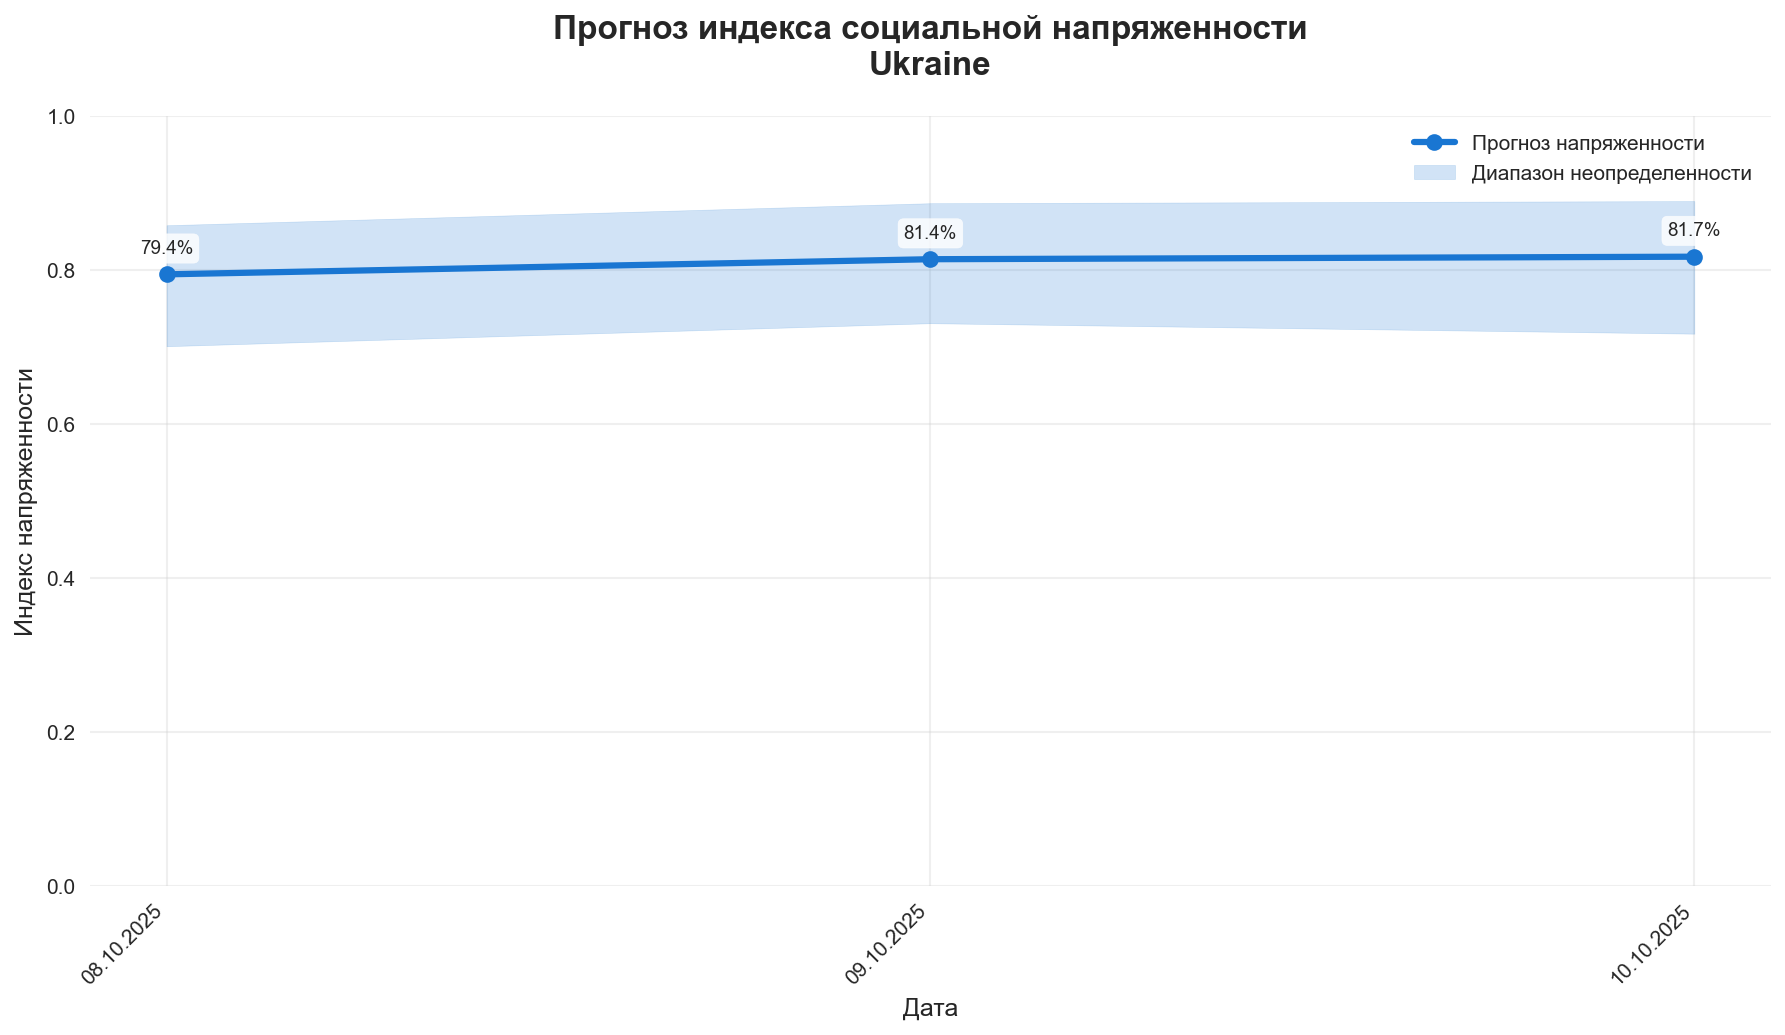 Прогноз индекса социальной напряженности
Ukraine
1.0
0.8
0.6
0.4
0.2
0.0
Индекс напряженности
Прогноз напряженности
Диапазон неопределенности
79.4%
81.4%
81.7%
08.10.2025
09.10.2025
10.10.2025
Дата